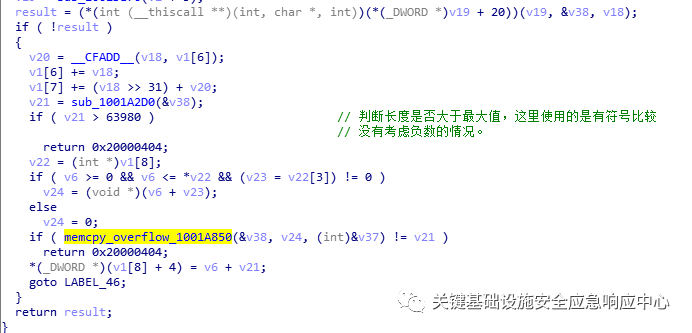 result = (*(int (__thiscall **)(int, char *, int))(*(_DWORD *)v19 + 20))(v19, &v38, v18);
if ( !result )
{
v20 = __CFADD__(v18, v1[6]);
v1[6] += v18;
v1[7] += (v18 >> 31) + v20;
v21 = sub_1001A2D0(&v38);
if ( v21 > 63980 ) // 判断长度是否大于最大值，这里使用的是有符号比较
// 没有考虑负数的情况。
return 0x20000404;
v22 = (int *)v1[8];
if ( v6 >= 0 && v6 <= *v22 && (v23 = v22[3]) != 0 )
v24 = (void *)(v6 + v23);
else
v24 = 0;
if ( memcpy_overflow_1001A850(&v38, v24, (int)&v37) != v21 )
return 0x20000404;
*(_DWORD *)(v1[8] + 4) = v6 + v21;
goto LABEL_46;
}
return result;
}
关键基础设施安全应急响应中心